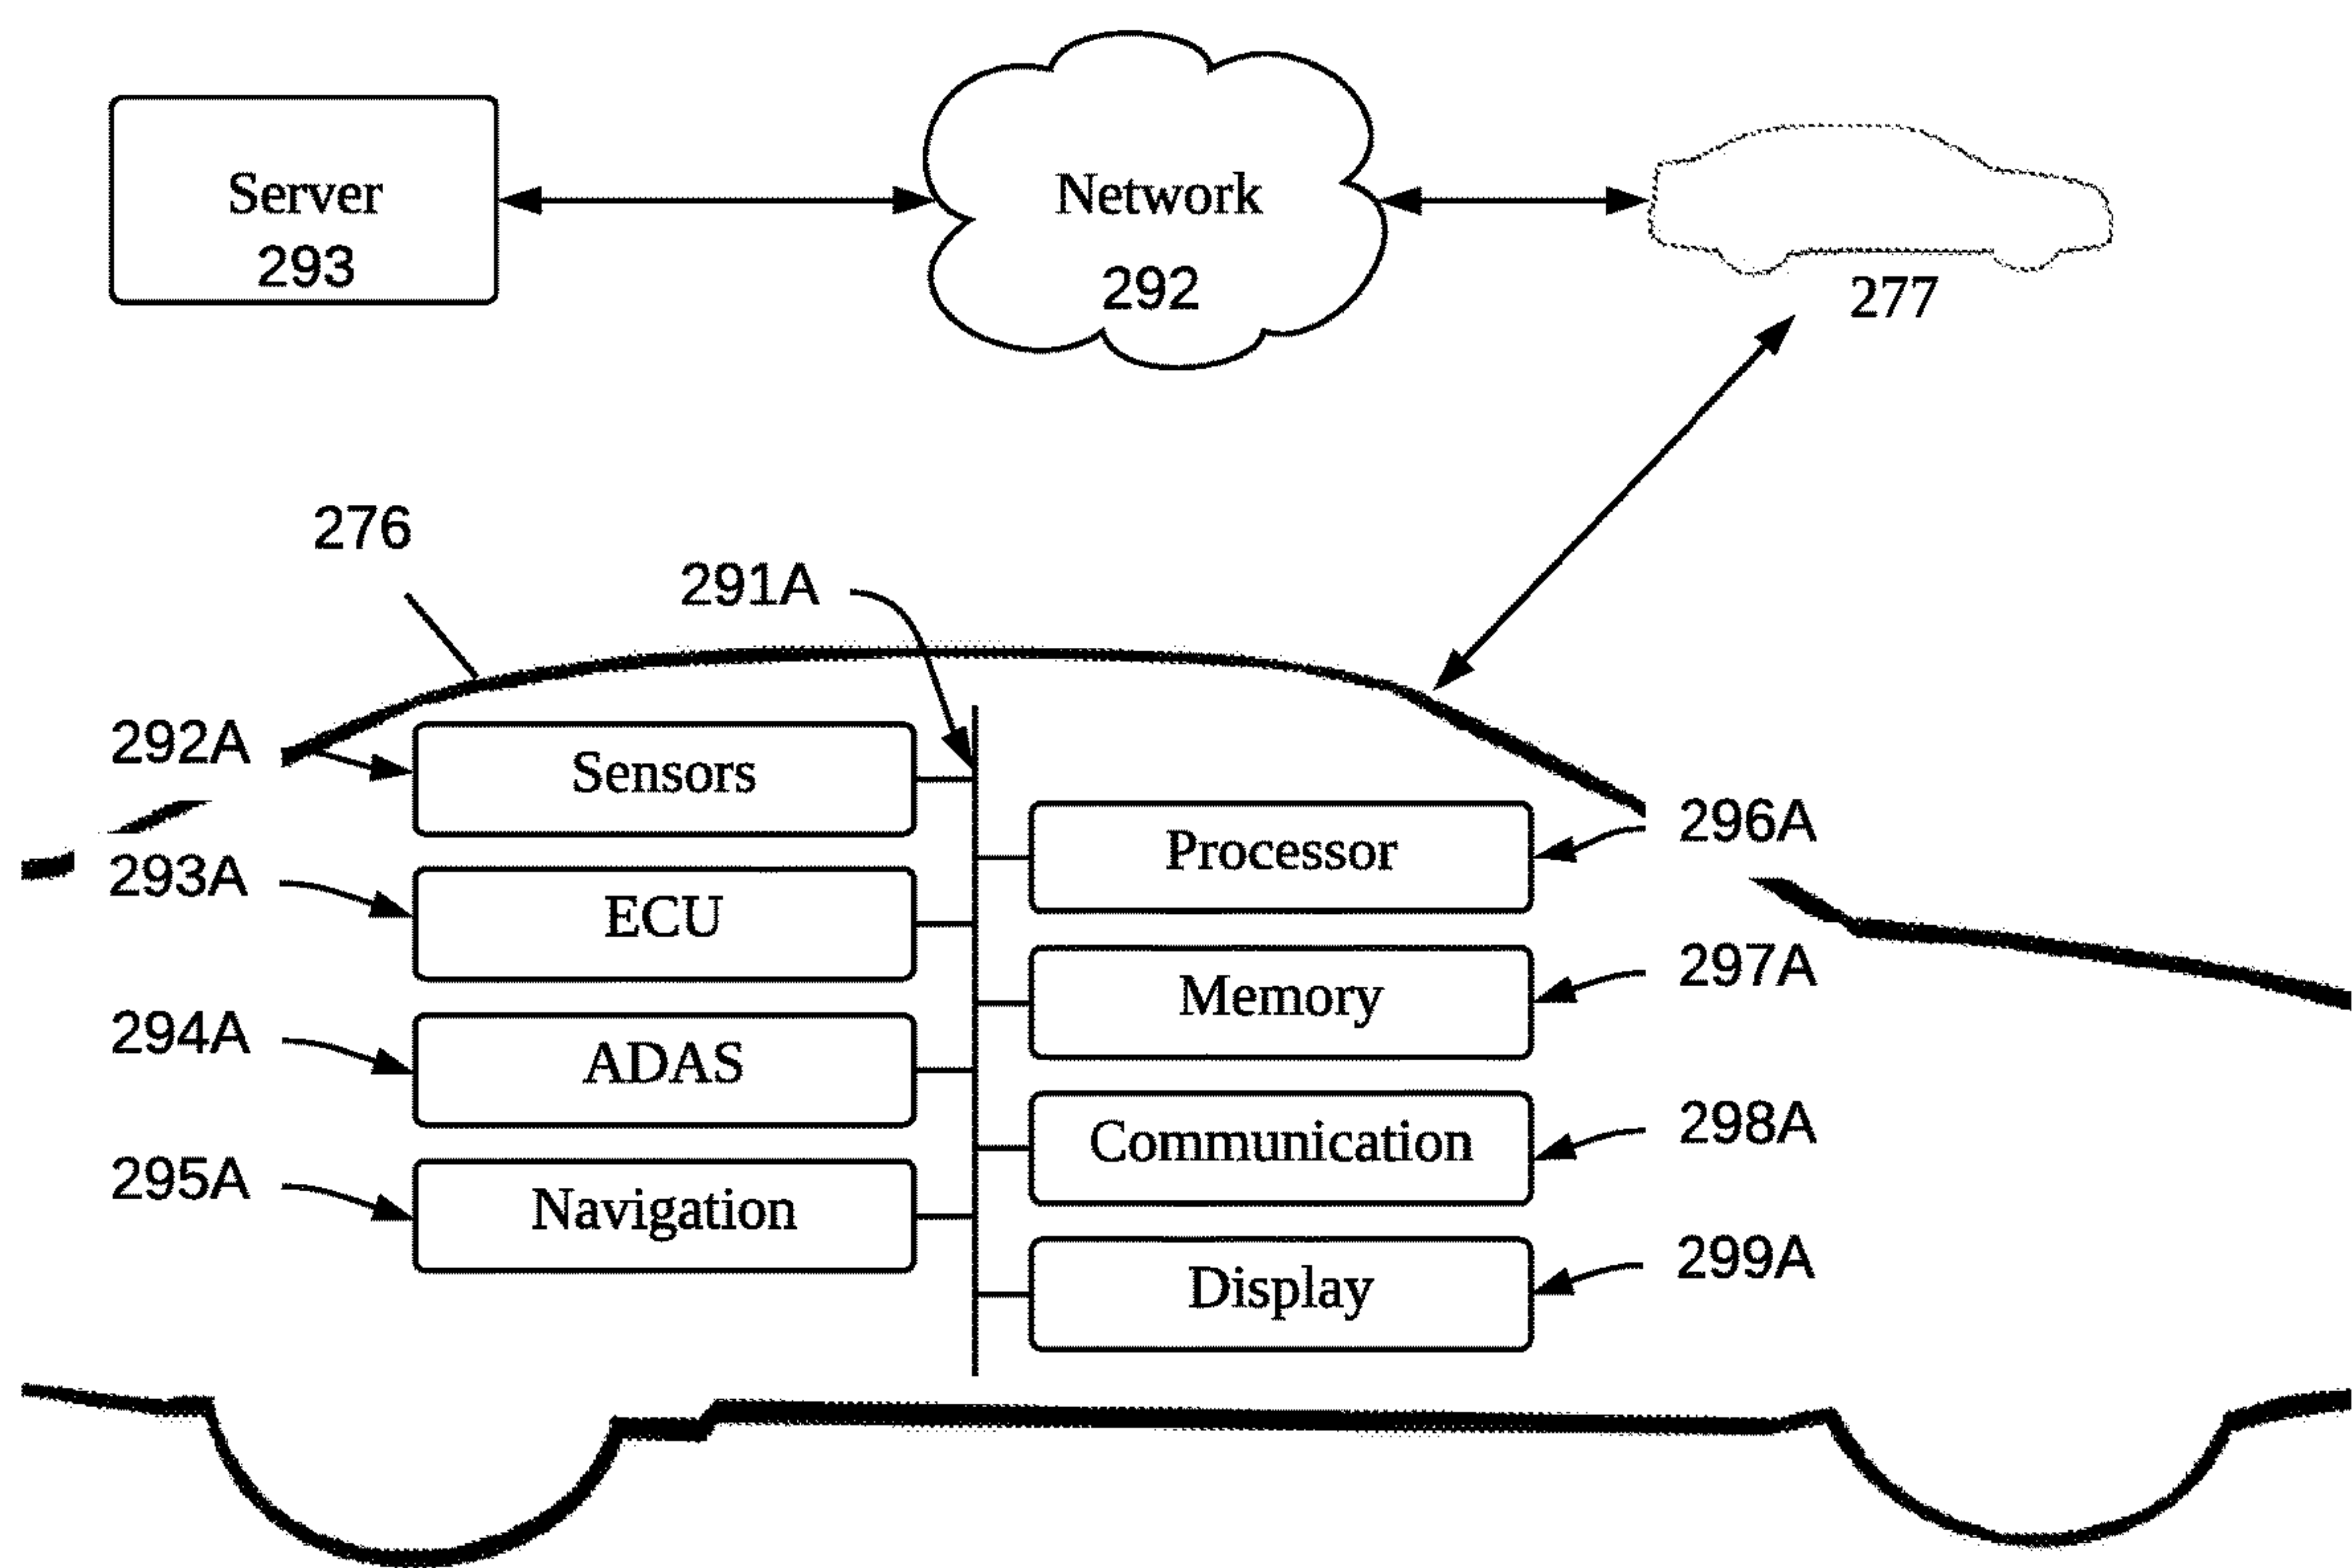 Server
293
Network
292
277
276
291A
292A
Sensors
Processor
296A
293A
ECU
Memory
297A
294A
ADAS
Communication
298A
295A
Navigation
Display
299A